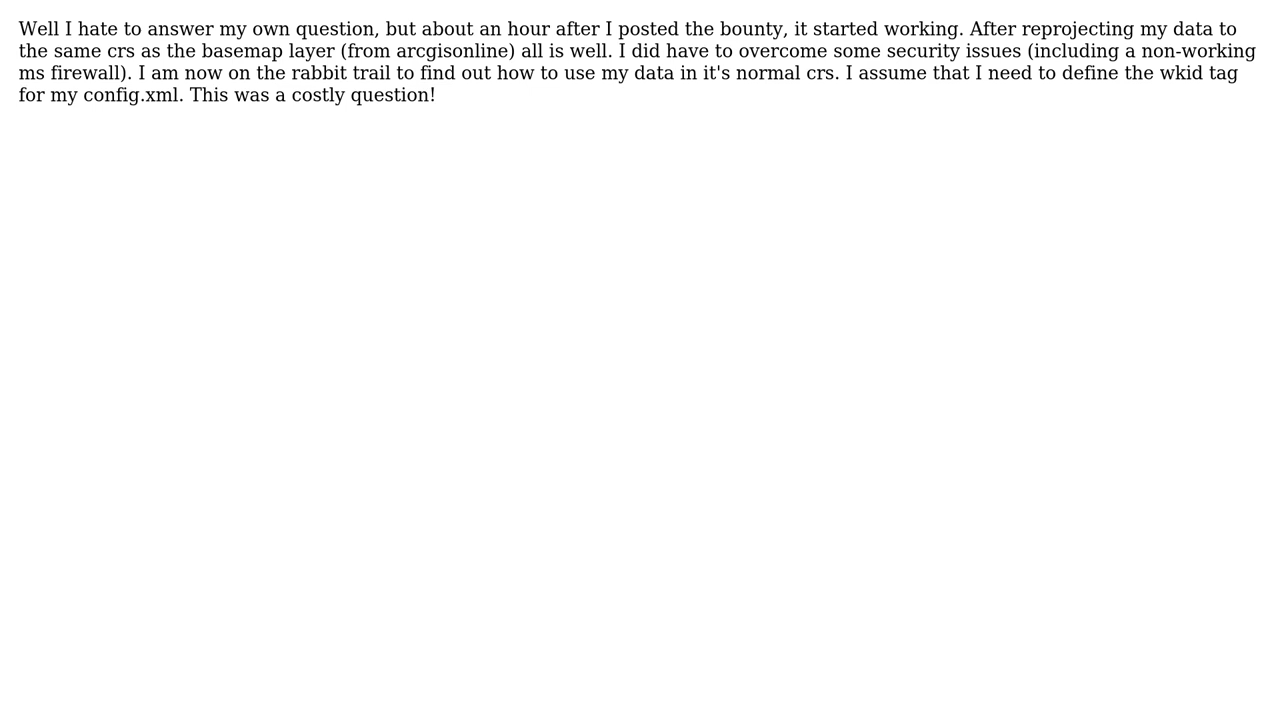 Well I hate to answer my own question, but about an hour after I posted the bounty, it started working. After reprojecting my data to
the same crs as the basemap layer (from arcgisonline) all is well. I did have to overcome some security issues (including a non-working
ms firewall). I am now on the rabbit trail to find out how to use my data in it's normal crs. I assume that I need to define the wkid tag
for my config.xml. This was a costly question!